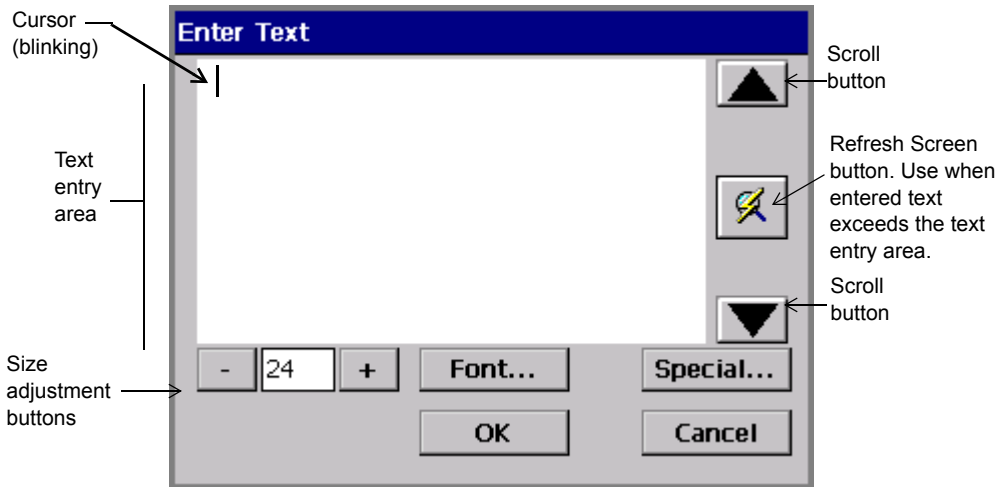 Cursor
(blinking)
Enter Text
Scroll
button
Text
entry
area
Refresh Screen
button. Use when
entered text
exceeds the text
entry area.
Scroll
button
Size
adjustment
buttons
- 24 + Font... Special...
OK Cancel